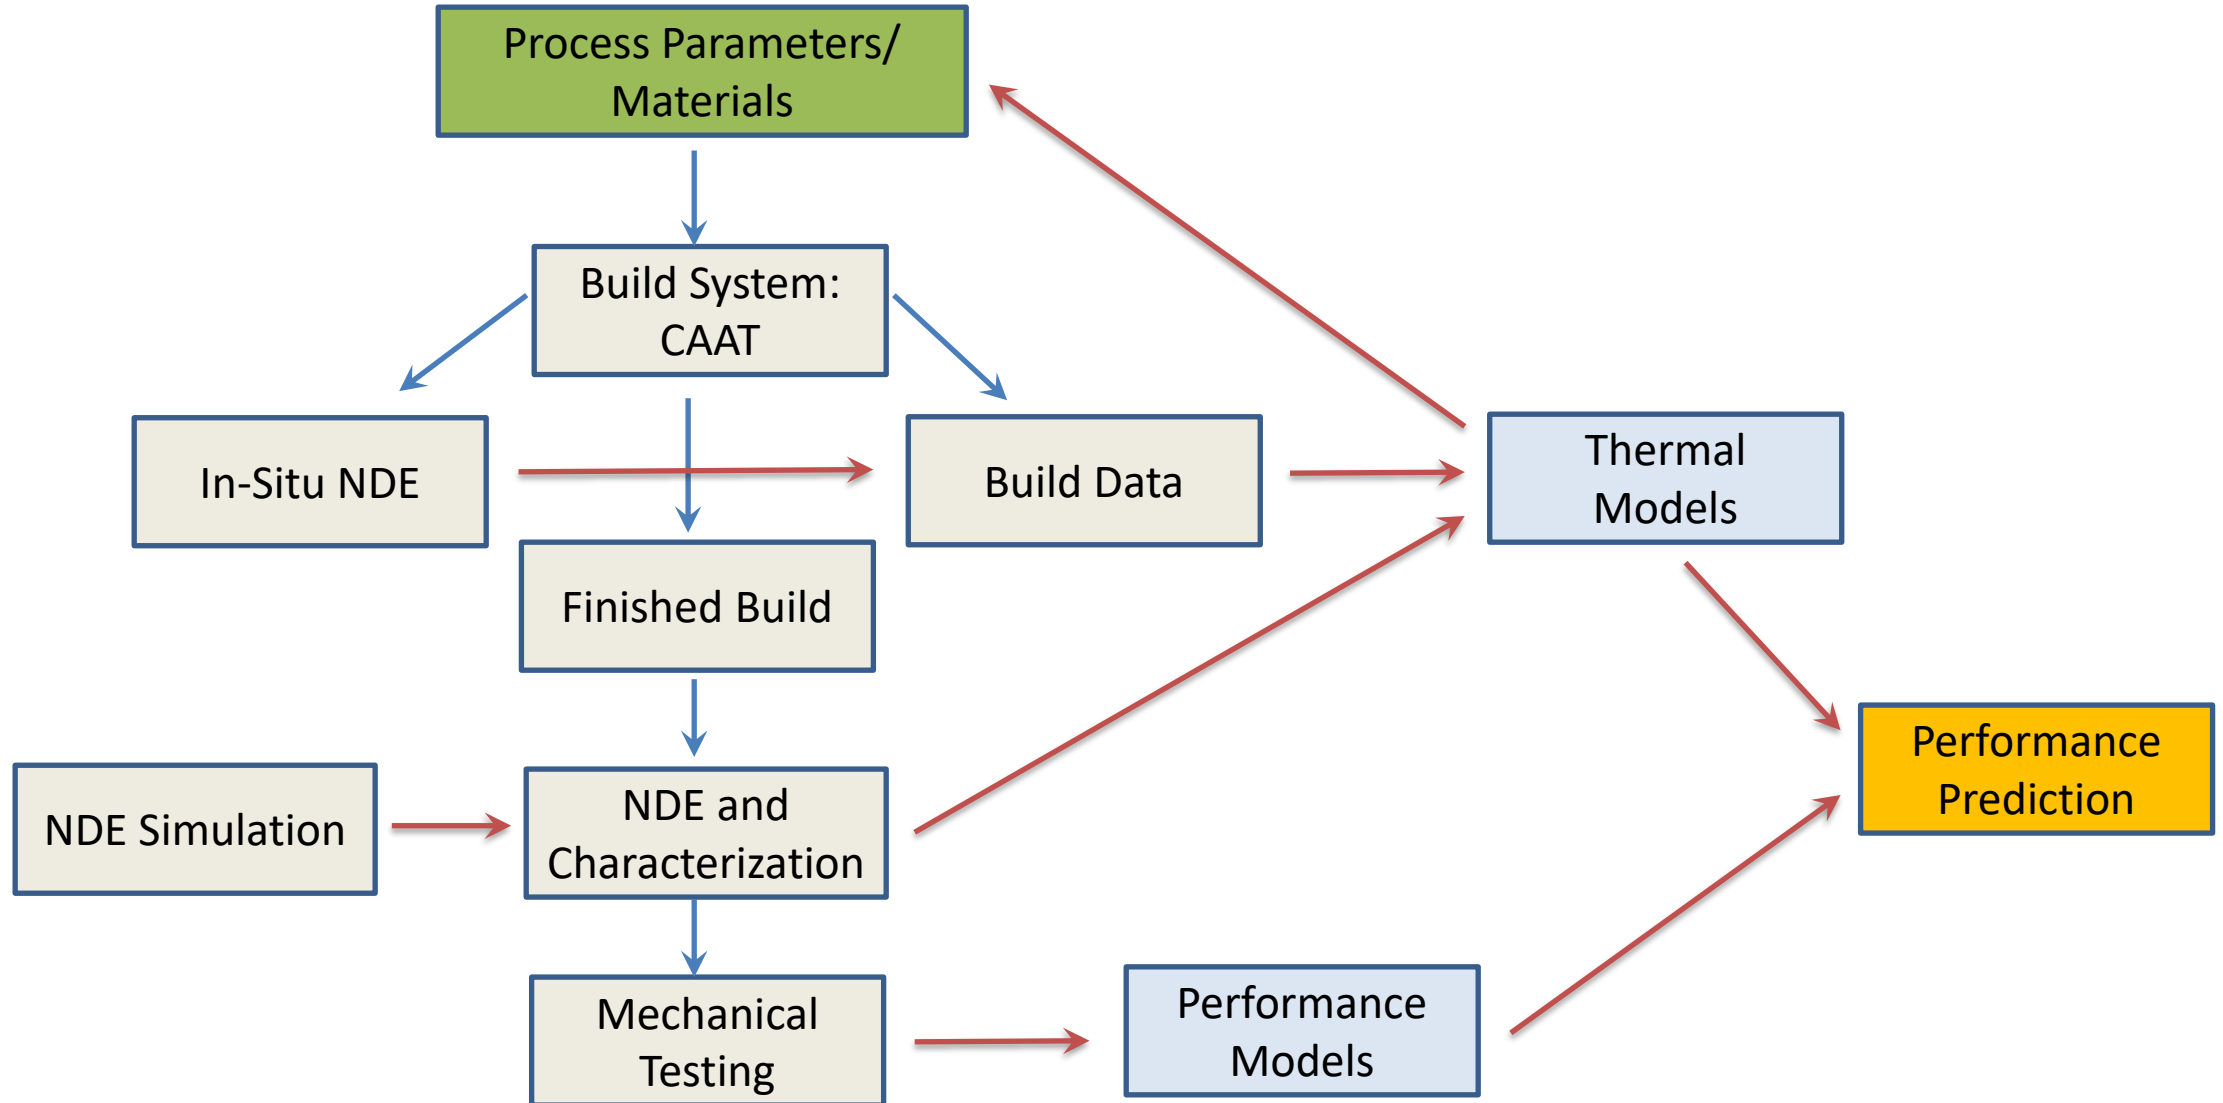 Process Parameters/
Materials
Build System:
CAAT
In-Situ NDE
Build Data
Thermal
Models
Finished Build
Performance
Prediction
NDE Simulation
NDE and
Characterization
Mechanical
Testing
Performance
Models